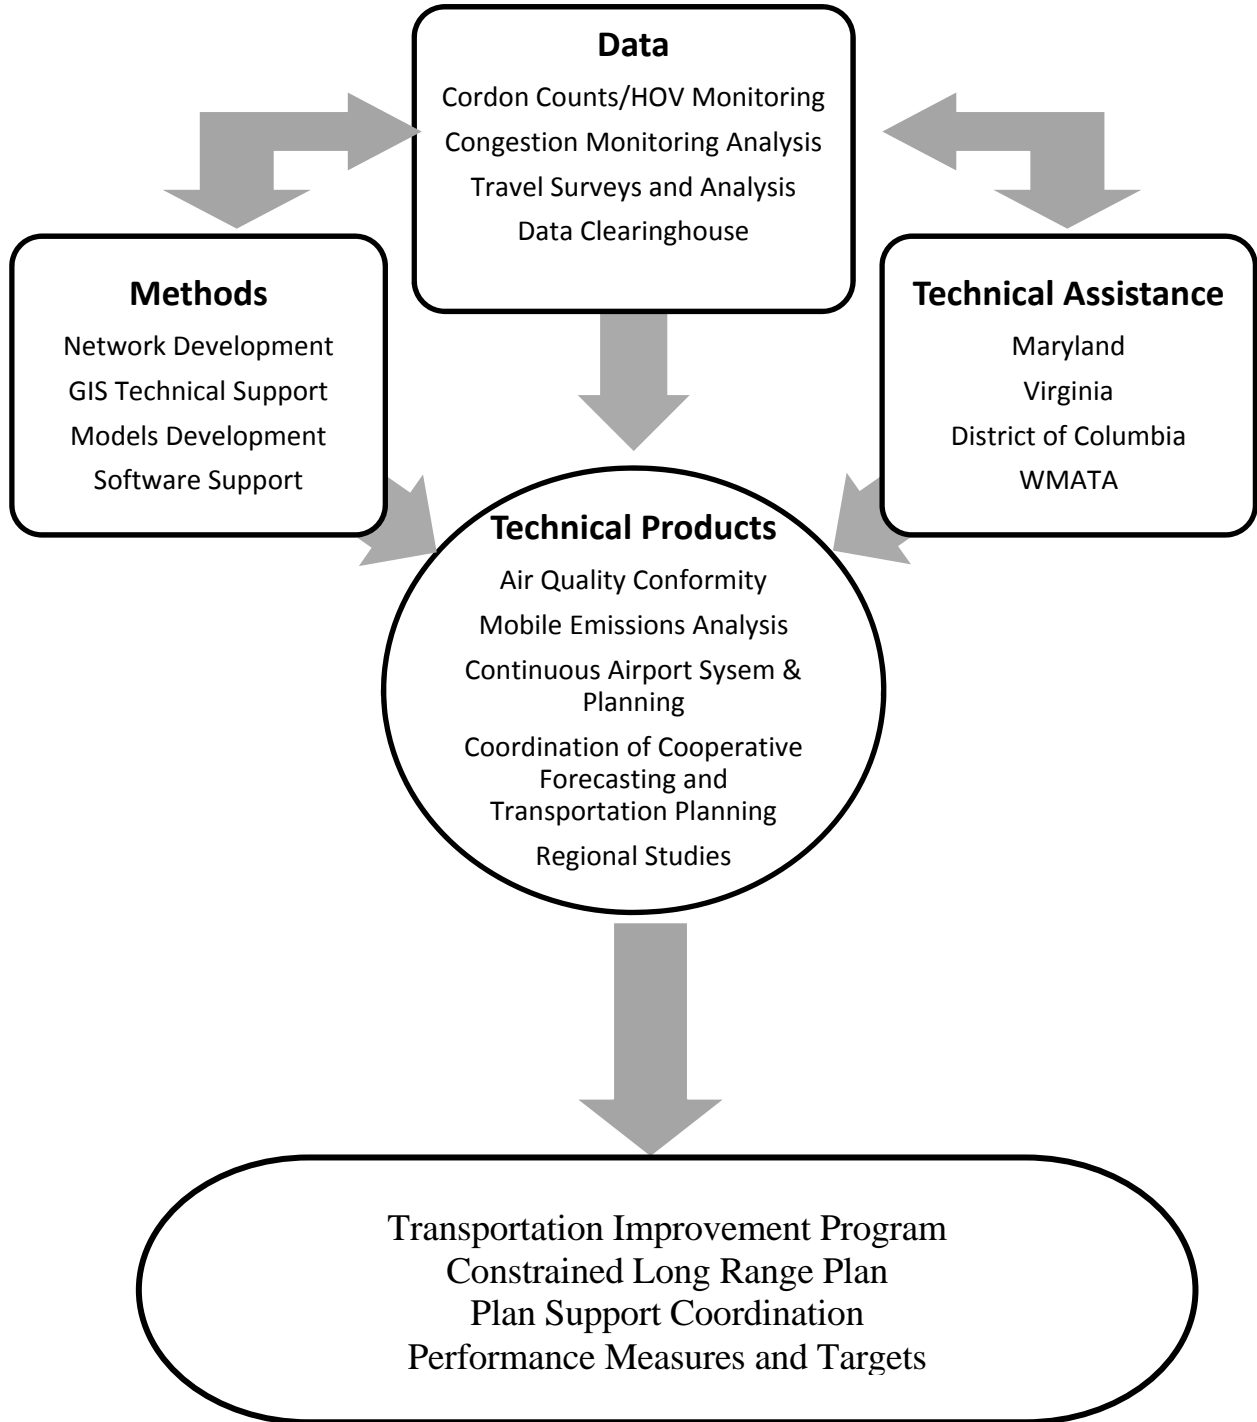 Data
Cordon Counts/HOV Monitoring
Congestion Monitoring Analysis
Travel Surveys and Analysis
Data Clearinghouse
Methods
Network Development
GIS Technical Support
Models Development
Software Support
Technical Assistance
Maryland
Virginia
District of Columbia
WMATA
Technical Products
Air Quality Conformity
Mobile Emissions Analysis
Continuous Airport Sysem &
Planning
Coordination of Cooperative
Forecasting and
Transportation Planning
Regional Studies
Transportation Improvement Program
Constrained Long Range Plan
Plan Support Coordination
Performance Measures and Targets